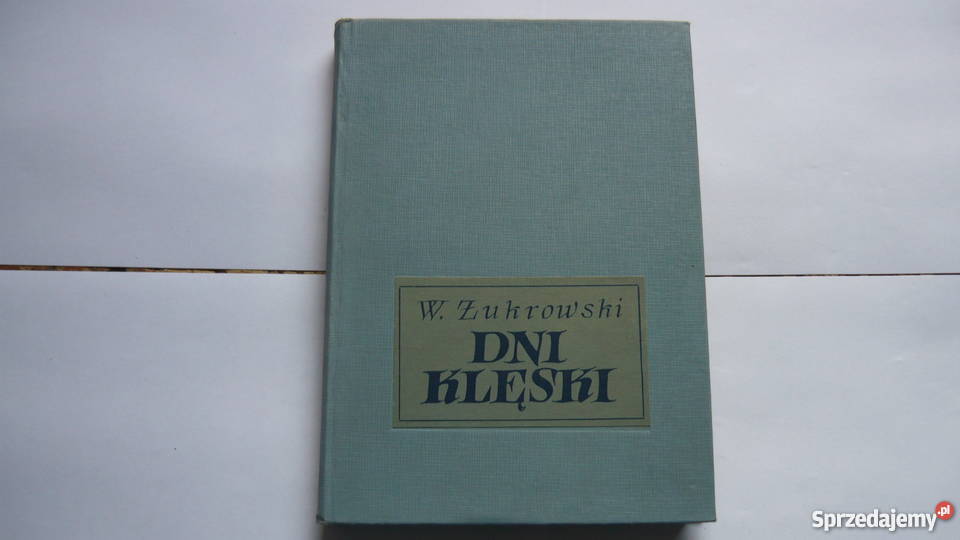 W. Żukrowski
DNI
KLĘSKI
Sprzedajemy.pl